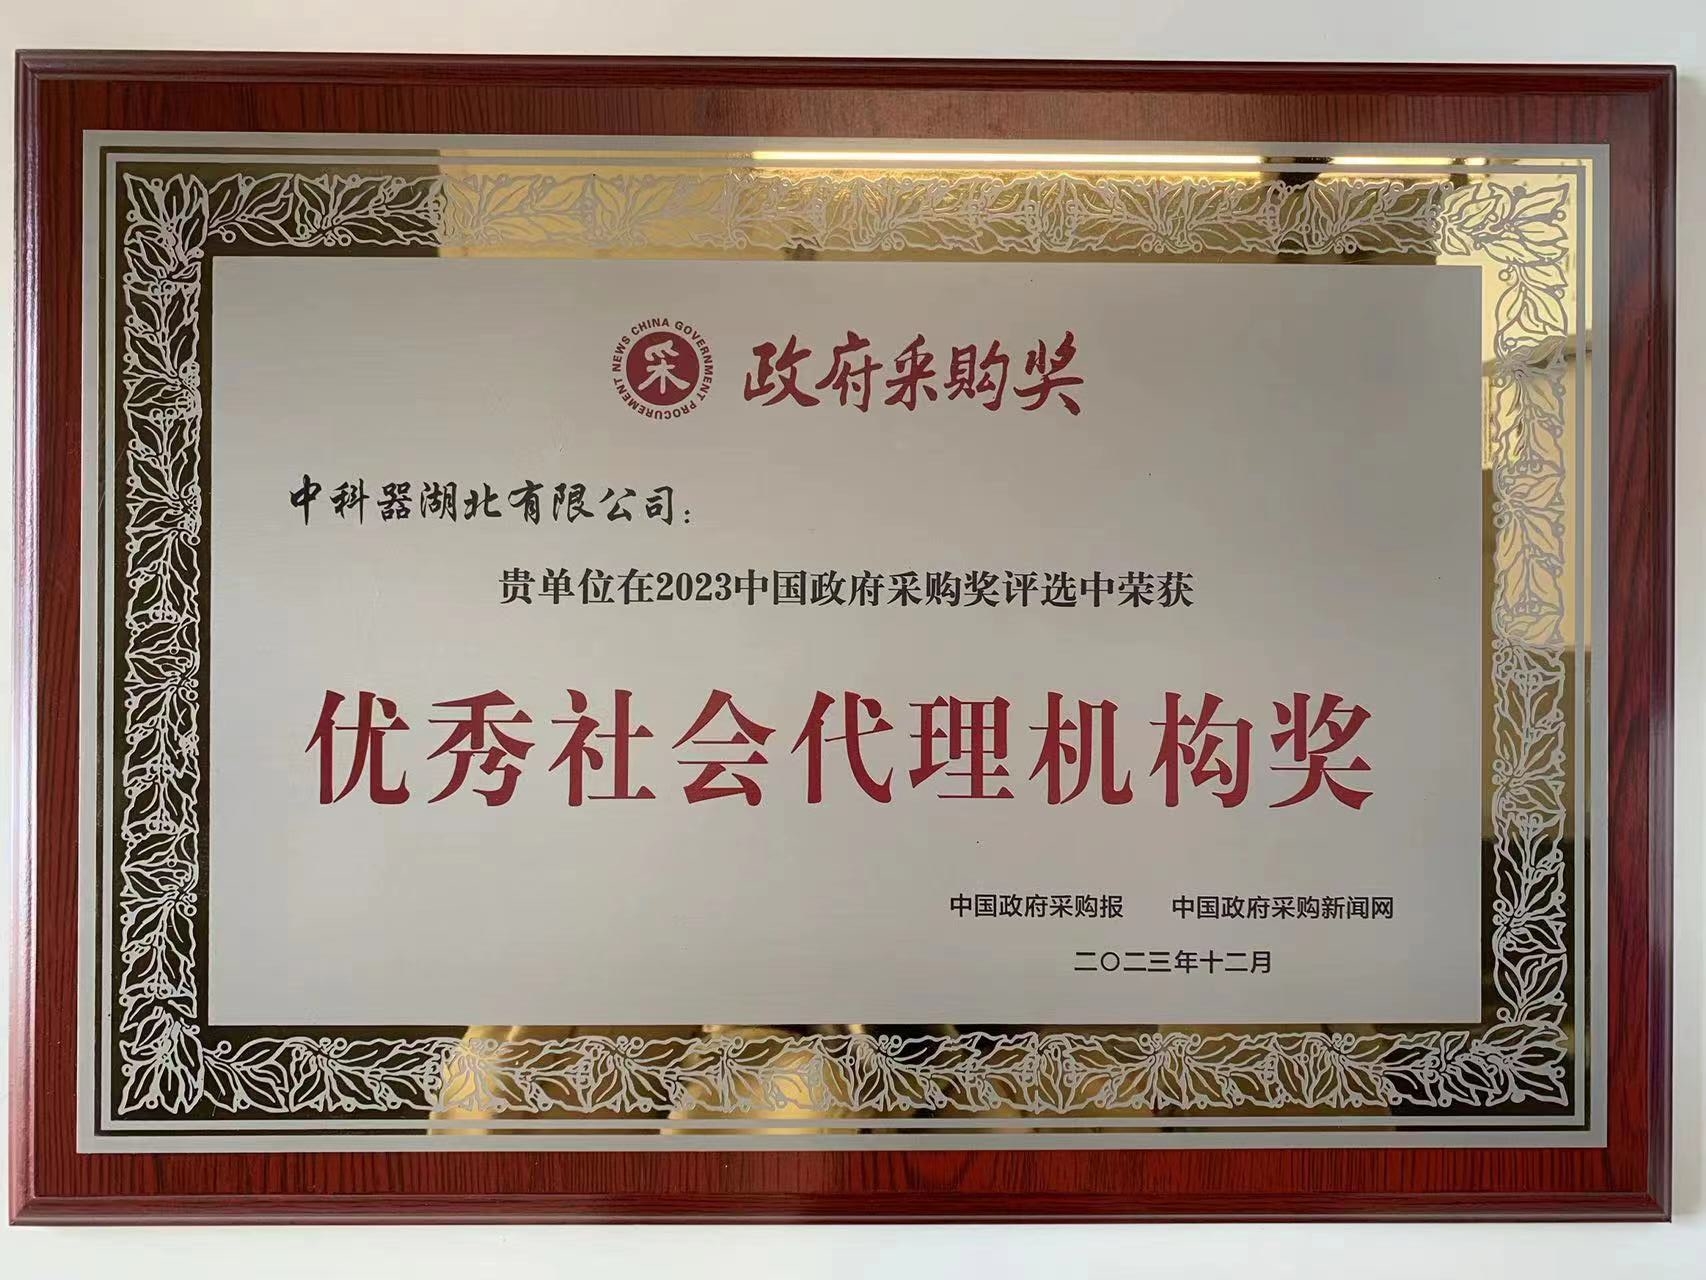 CHINA GOVERNMENT PROCUREMENT NEWS
采
政府采购奖
中科器湖北有限公司：
贵单位在2023中国政府采购奖评选中荣获
优秀社会代理机构奖
中国政府采购报 中国政府采购新闻网
二〇二三年十二月